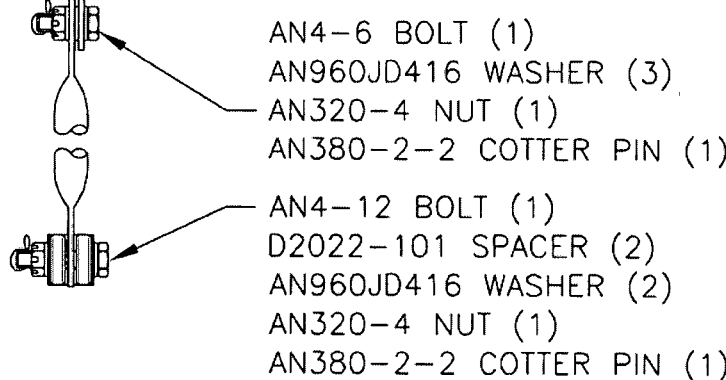 AN4-6 BOLT (1)
AN960JD416 WASHER (3)
AN320-4 NUT (1)
AN380-2-2 COTTER PIN (1)
AN4-12 BOLT (1)
D2022-101 SPACER (2)
AN960JD416 WASHER (2)
AN320-4 NUT (1)
AN380-2-2 COTTER PIN (1)